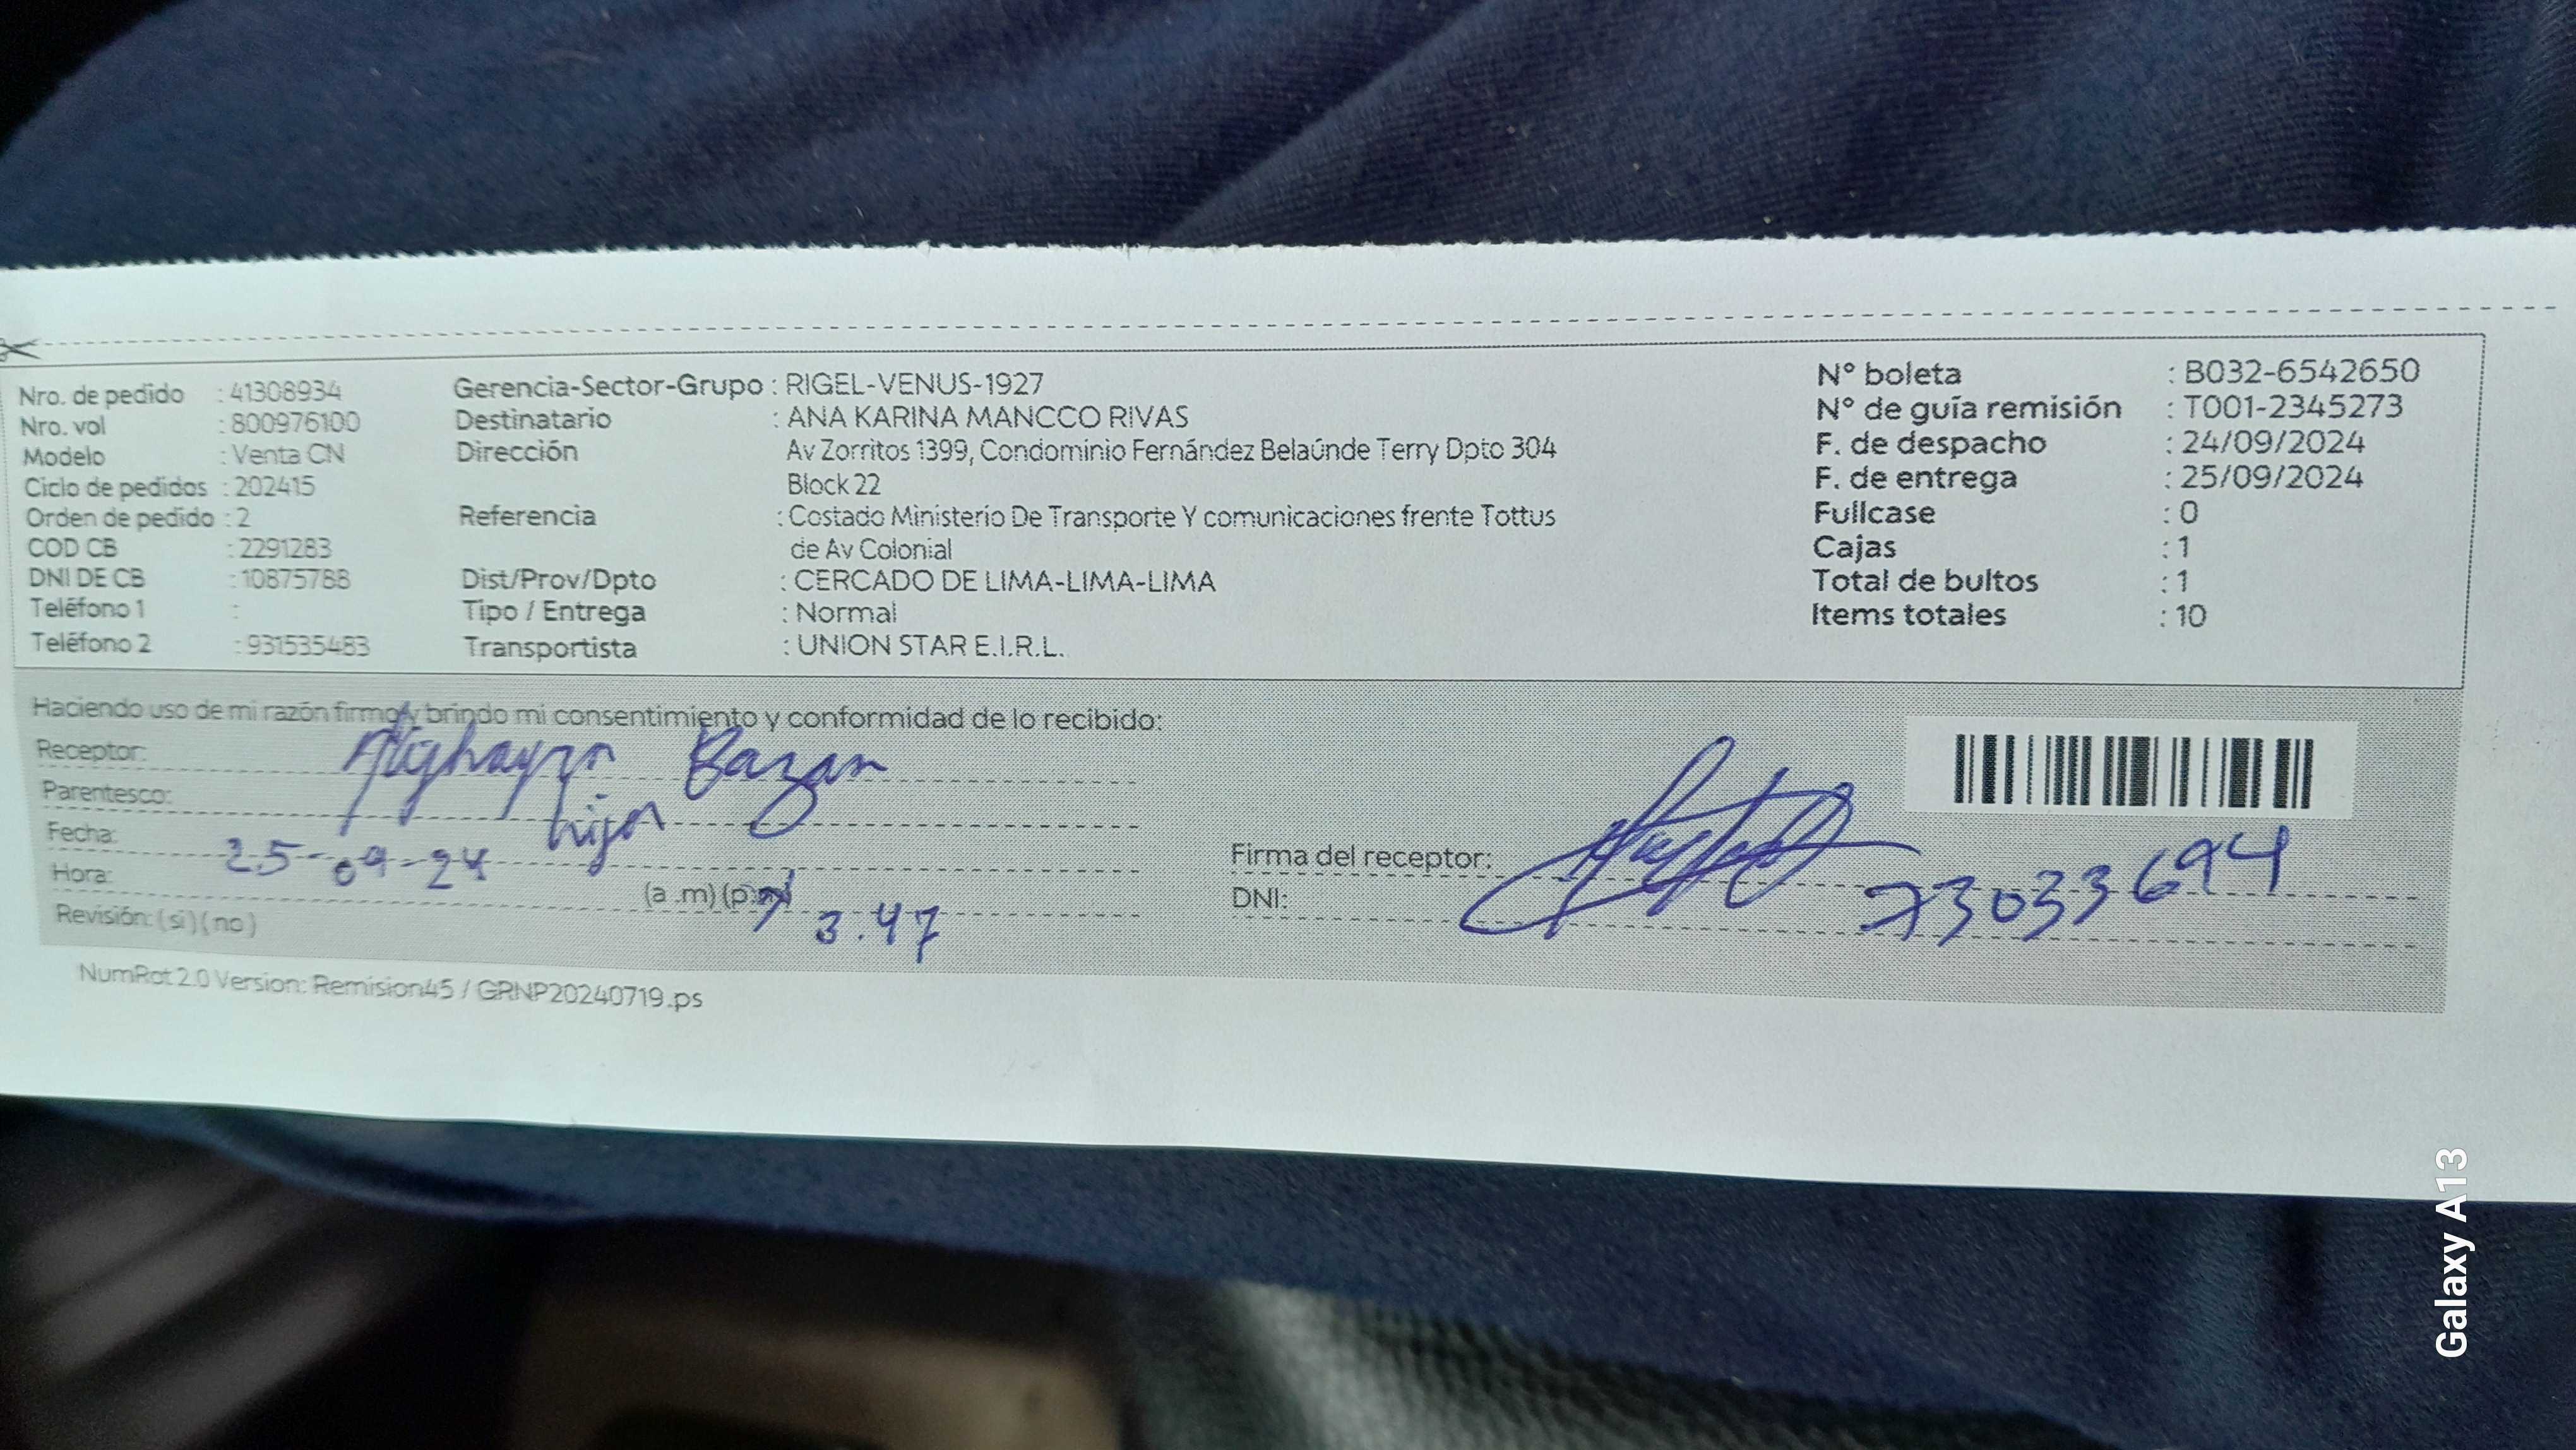 Nro. de pedido : 41308934
Nro. vol : 800976100
Modelo : Venta CN
Ciclo de pedidos : 202415
Orden de pedido : 2
COD CB : 2291283
DNI DE CB : 10875788
Teléfono 1 :
Teléfono 2 : 931535483
Gerencia-Sector-Grupo : RIGEL-VENUS-1927
Destinatario : ANA KARINA MANCCO RIVAS
Dirección Av Zorritos 1399, Condominio Fernández Belaúnde Terry Dpto 304
Block 22
Referencia : Costado Ministerio De Transporte Y comunicaciones frente Tottus
de Av Colonial
Dist/Prov/Dpto : CERCADO DE LIMA-LIMA-LIMA
Tipo / Entrega : Normal
Transportista : UNION STAR E.I.R.L.
N° boleta : B032-6542650
N° de guía remisión : T001-2345273
F. de despacho : 24/09/2024
F. de entrega : 25/09/2024
Fullcase : 0
Cajas : 1
Total de bultos : 1
Items totales : 10
Haciendo uso de mi razón firmo y brindo mi consentimiento y conformidad de lo recibido:
Receptor: Bazan
Parentesco: hija
Fecha: 25-09-24
Hora: (a .m) (p.m) 3.47
Revisión: (si) (no)
Firma del receptor:
DNI: 73033694
NumRot 2.0 Version: Remision45 / GRNP20240719.ps
Galaxy A13